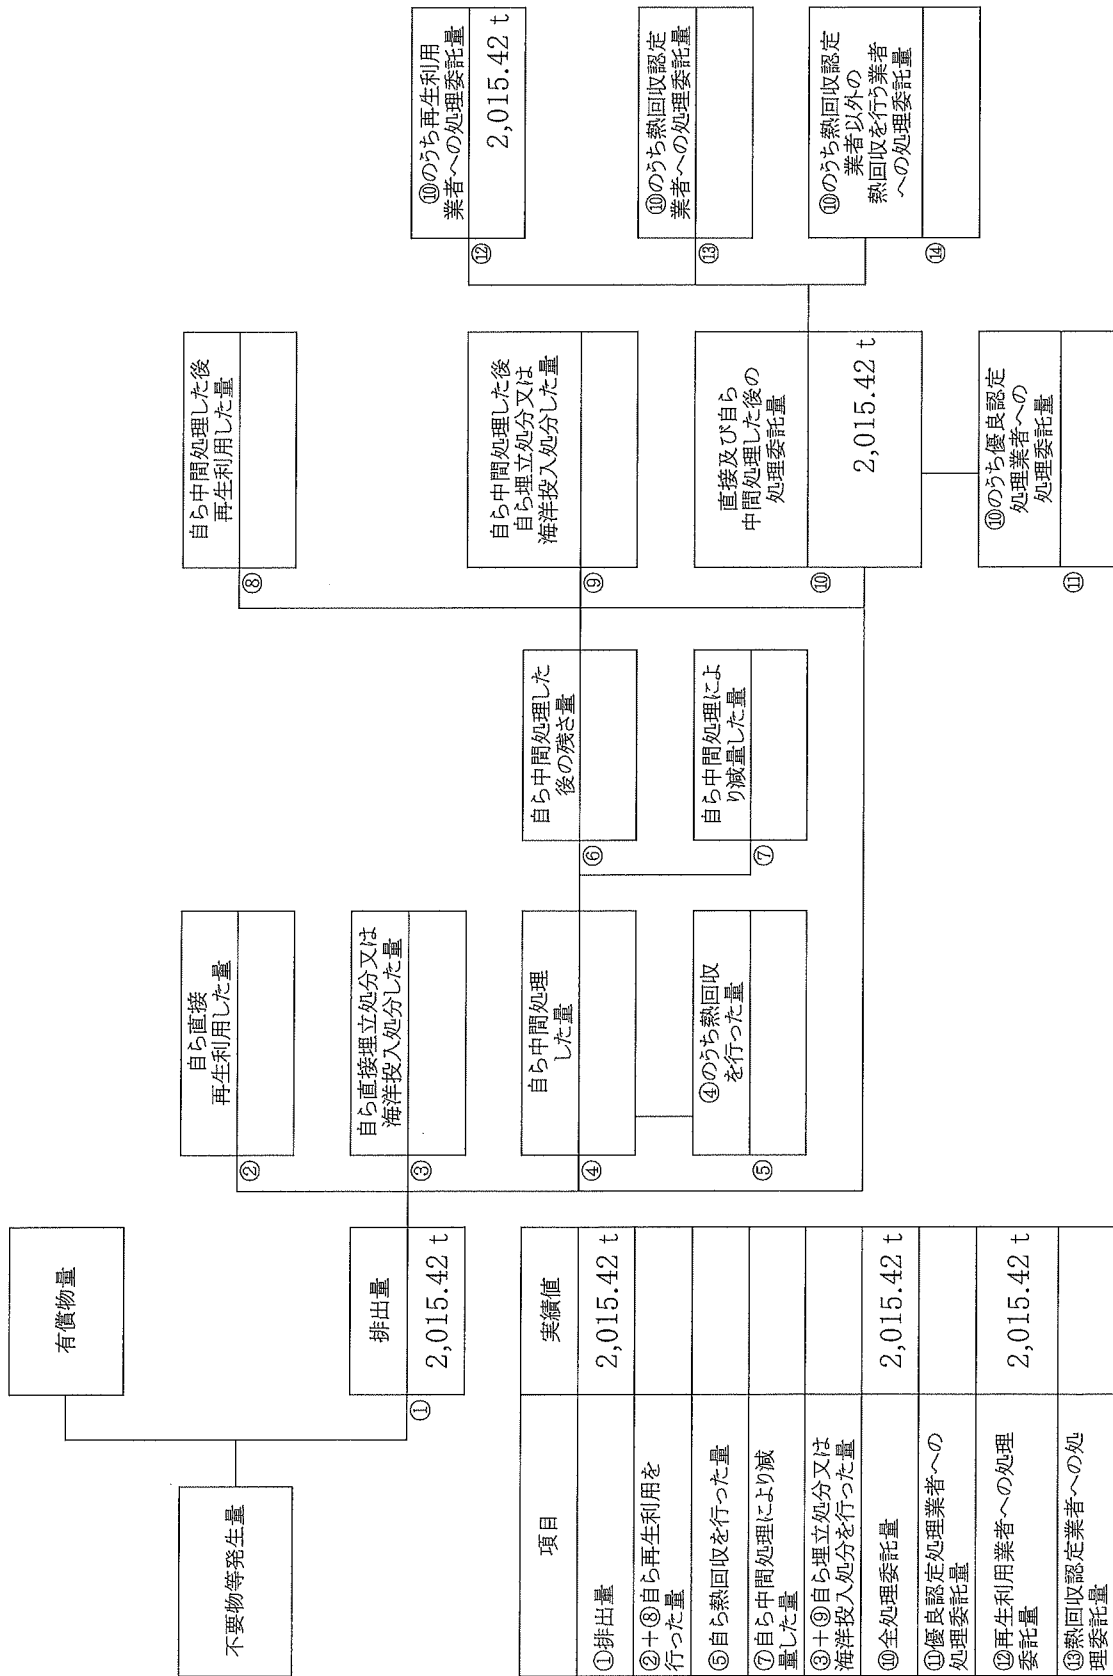 不要物等発生量
有償物量
①
排出量
2,015.42 t
②
自ら直接
再生利用した量
③
自ら直接埋立処分又は
海洋投入処分した量
④
自ら中間処理
した量
⑤
④のうち熱回収
を行った量
⑥
自ら中間処理した
後の残さ量
⑦
自ら中間処理によ
り減量した量
⑧
自ら中間処理した後
再生利用した量
⑨
自ら中間処理した後
自ら埋立処分又は
海洋投入処分した量
⑩
直接及び自ら
中間処理した後の
処理委託量
2,015.42 t
⑪
⑩のうち優良認定
処理業者への
処理委託量
⑫
⑩のうち再生利用
業者への処理委託量
2,015.42 t
⑬
⑩のうち熱回収認定
業者への処理委託量
⑭
⑩のうち熱回収認定
業者以外の
熱回収を行う業者
への処理委託量
項目
実績値
①排出量
2,015.42 t
②+⑧自ら再生利用を
行った量
⑤自ら熱回収を行った量
⑦自ら中間処理により減
量した量
③+⑨自ら埋立処分又は
海洋投入処分を行った量
⑩全処理委託量
2,015.42 t
⑪優良認定処理業者への
処理委託量
⑫再生利用業者への処理
委託量
2,015.42 t
⑬熱回収認定業者への処
理委託量